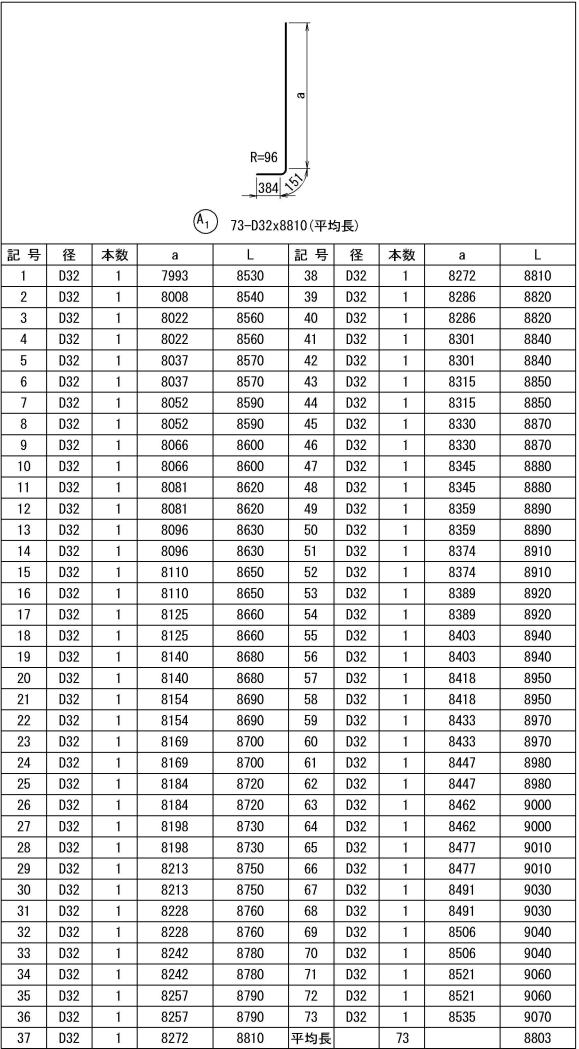 a
R=96
384
151
A1 73-D32x8810(平均長)
記 号 径 本数 a L 記 号 径 本数 a L
1 D32 1 7993 8530 38 D32 1 8272 8810
2 D32 1 8008 8540 39 D32 1 8286 8820
3 D32 1 8022 8560 40 D32 1 8286 8820
4 D32 1 8022 8560 41 D32 1 8301 8840
5 D32 1 8037 8570 42 D32 1 8301 8840
6 D32 1 8037 8570 43 D32 1 8315 8850
7 D32 1 8052 8590 44 D32 1 8315 8850
8 D32 1 8052 8590 45 D32 1 8330 8870
9 D32 1 8066 8600 46 D32 1 8330 8870
10 D32 1 8066 8600 47 D32 1 8345 8880
11 D32 1 8081 8620 48 D32 1 8345 8880
12 D32 1 8081 8620 49 D32 1 8359 8890
13 D32 1 8096 8630 50 D32 1 8359 8890
14 D32 1 8096 8630 51 D32 1 8374 8910
15 D32 1 8110 8650 52 D32 1 8374 8910
16 D32 1 8110 8650 53 D32 1 8389 8920
17 D32 1 8125 8660 54 D32 1 8389 8920
18 D32 1 8125 8660 55 D32 1 8403 8940
19 D32 1 8140 8680 56 D32 1 8403 8940
20 D32 1 8140 8680 57 D32 1 8418 8950
21 D32 1 8154 8690 58 D32 1 8418 8950
22 D32 1 8154 8690 59 D32 1 8433 8970
23 D32 1 8169 8700 60 D32 1 8433 8970
24 D32 1 8169 8700 61 D32 1 8447 8980
25 D32 1 8184 8720 62 D32 1 8447 8980
26 D32 1 8184 8720 63 D32 1 8462 9000
27 D32 1 8198 8730 64 D32 1 8462 9000
28 D32 1 8198 8730 65 D32 1 8477 9010
29 D32 1 8213 8750 66 D32 1 8477 9010
30 D32 1 8213 8750 67 D32 1 8491 9030
31 D32 1 8228 8760 68 D32 1 8491 9030
32 D32 1 8228 8760 69 D32 1 8506 9040
33 D32 1 8242 8780 70 D32 1 8506 9040
34 D32 1 8242 8780 71 D32 1 8521 9060
35 D32 1 8257 8790 72 D32 1 8521 9060
36 D32 1 8257 8790 73 D32 1 8535 9070
37 D32 1 8272 8810 平均長 73 8803